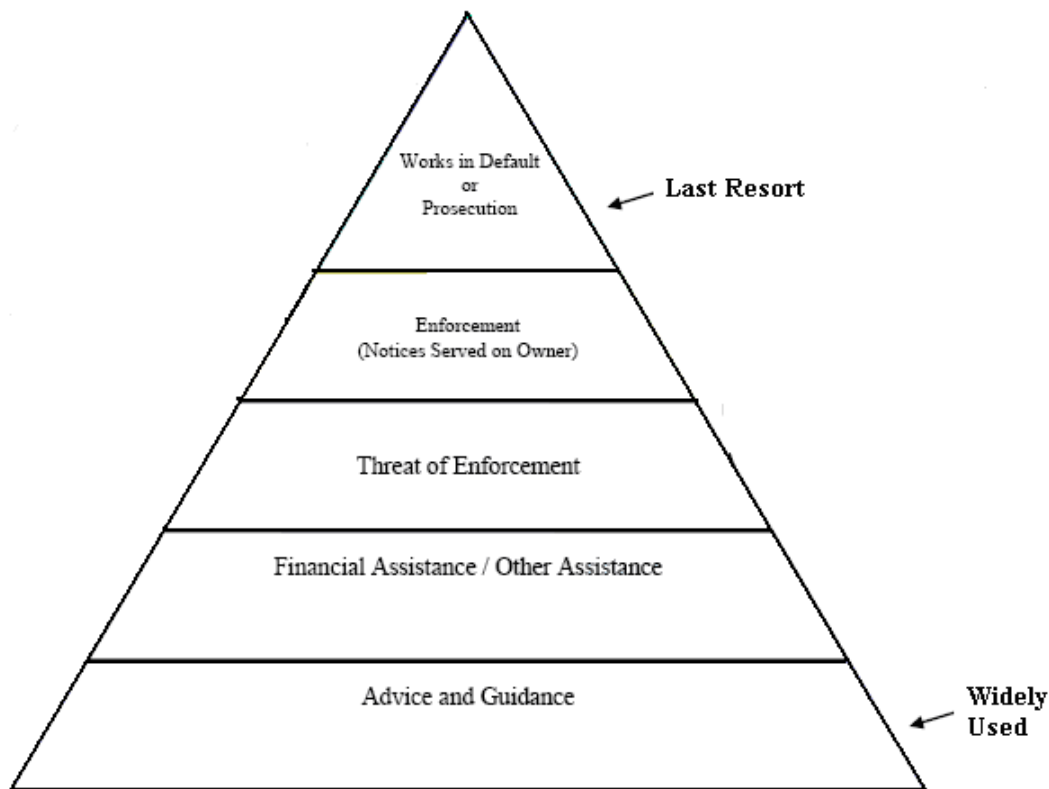 Works in Default
or
Prosecution
Last Resort
Enforcement
(Notices Served on Owner)
Threat of Enforcement
Financial Assistance / Other Assistance
Advice and Guidance
Widely
Used